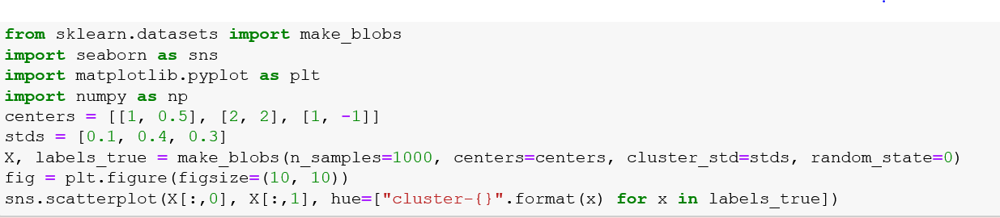 from sklearn.datasets import make_blobs
import seaborn as sns
import matplotlib.pyplot as plt
import numpy as np
centers = [[1, 0.5], [2, 2], [1, -1]]
stds = [0.1, 0.4, 0.3]
X, labels_true = make_blobs(n_samples=1000, centers=centers, cluster_std=stds, random_state=0)
fig = plt.figure(figsize=(10, 10))
sns.scatterplot(X[:,0], X[:,1], hue=["cluster-{}".format(x) for x in labels_true])